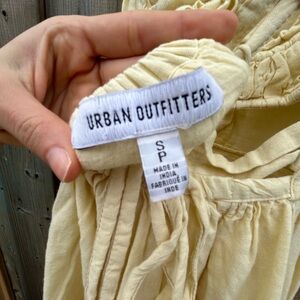 URBAN OUTFITTERS
S
P
MADE IN
INDIA
FABRIQUÉ EN
INDE